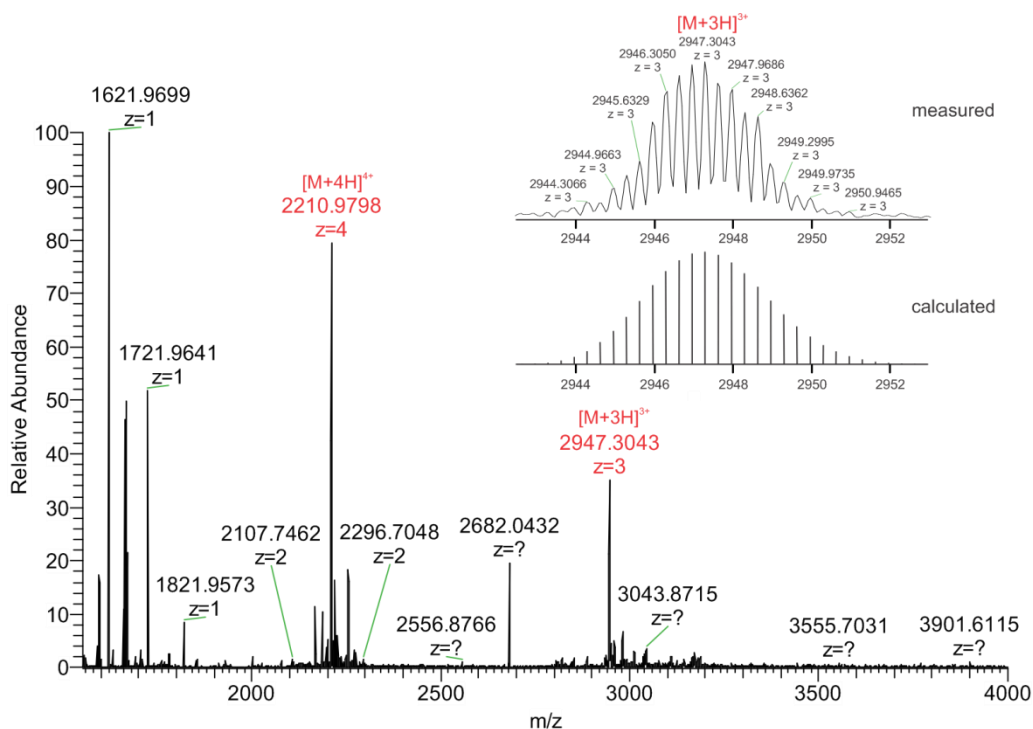 [M+3H]³⁺
2947.3043
z = 3
2946.3050
z = 3
2947.9686
z = 3
2948.6362
z = 3
2945.6329
z = 3
measured
2944.9663
z = 3
2949.2995
z = 3
2944.3066
z = 3
2949.9735
z = 3
2950.9465
z = 3
2944 2946 2948 2950 2952
calculated
2944 2946 2948 2950 2952
1621.9699
z=1
[M+4H]⁴⁺
2210.9798
z=4
1721.9641
z=1
[M+3H]³⁺
2947.3043
z=3
2107.7462
z=2
2296.7048
z=2
2682.0432
z=?
1821.9573
z=1
2556.8766
z=?
3043.8715
z=?
3555.7031
z=?
3901.6115
z=?
Relative Abundance
100
90
80
70
60
50
40
30
20
10
0
2000 2500 3000 3500 4000
m/z